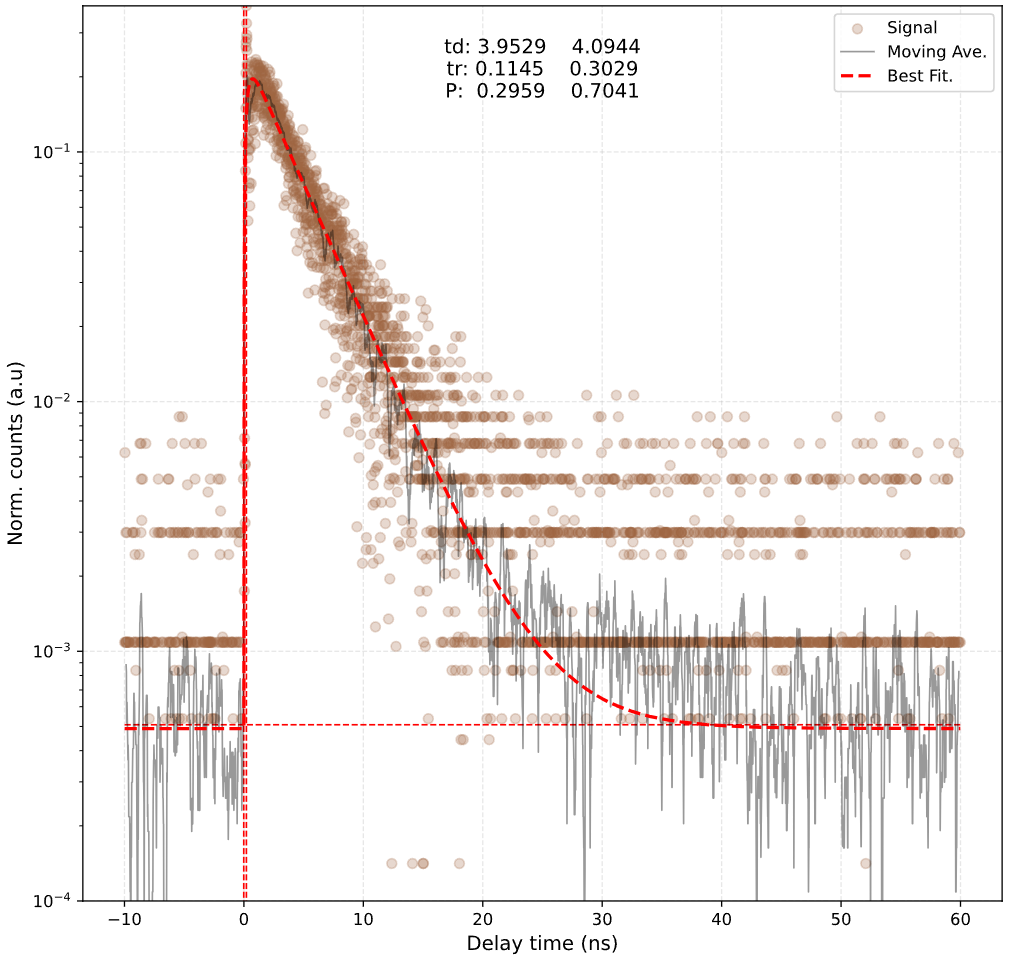 td: 3.9529 4.0944
tr: 0.1145 0.3029
P: 0.2959 0.7041
Signal
Moving Ave.
Best Fit.
Norm. counts (a.u)
10⁻¹
10⁻²
10⁻³
10⁻⁴
−10 0 10 20 30 40 50 60
Delay time (ns)